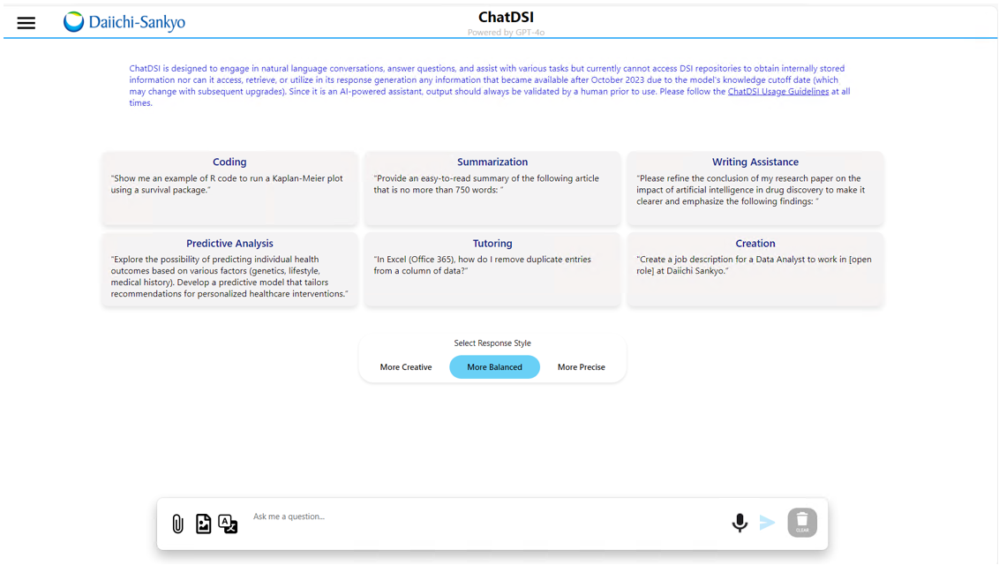 Daiichi-Sankyo
ChatDSI
Powered by GPT-4o
ChatDSI is designed to engage in natural language conversations, answer questions, and assist with various tasks but currently cannot access DSI repositories to obtain internally stored
information nor can it access, retrieve, or utilize in its response generation any information that became available after October 2023 due to the model's knowledge cutoff date (which
may change with subsequent upgrades). Since it is an AI-powered assistant, output should always be validated by a human prior to use. Please follow the ChatDSI Usage Guidelines at all
times.
Coding
"Show me an example of R code to run a Kaplan-Meier plot
using a survival package."
Summarization
"Provide an easy-to-read summary of the following article
that is no more than 750 words: "
Writing Assistance
"Please refine the conclusion of my research paper on the
impact of artificial intelligence in drug discovery to make it
clearer and emphasize the following findings: "
Predictive Analysis
"Explore the possibility of predicting individual health
outcomes based on various factors (genetics, lifestyle,
medical history). Develop a predictive model that tailors
recommendations for personalized healthcare interventions."
Tutoring
"In Excel (Office 365), how do I remove duplicate entries
from a column of data?"
Creation
"Create a job description for a Data Analyst to work in [open
role] at Daiichi Sankyo."
Select Response Style
More Creative
More Balanced
More Precise
A
Ask me a question...
CLEAR